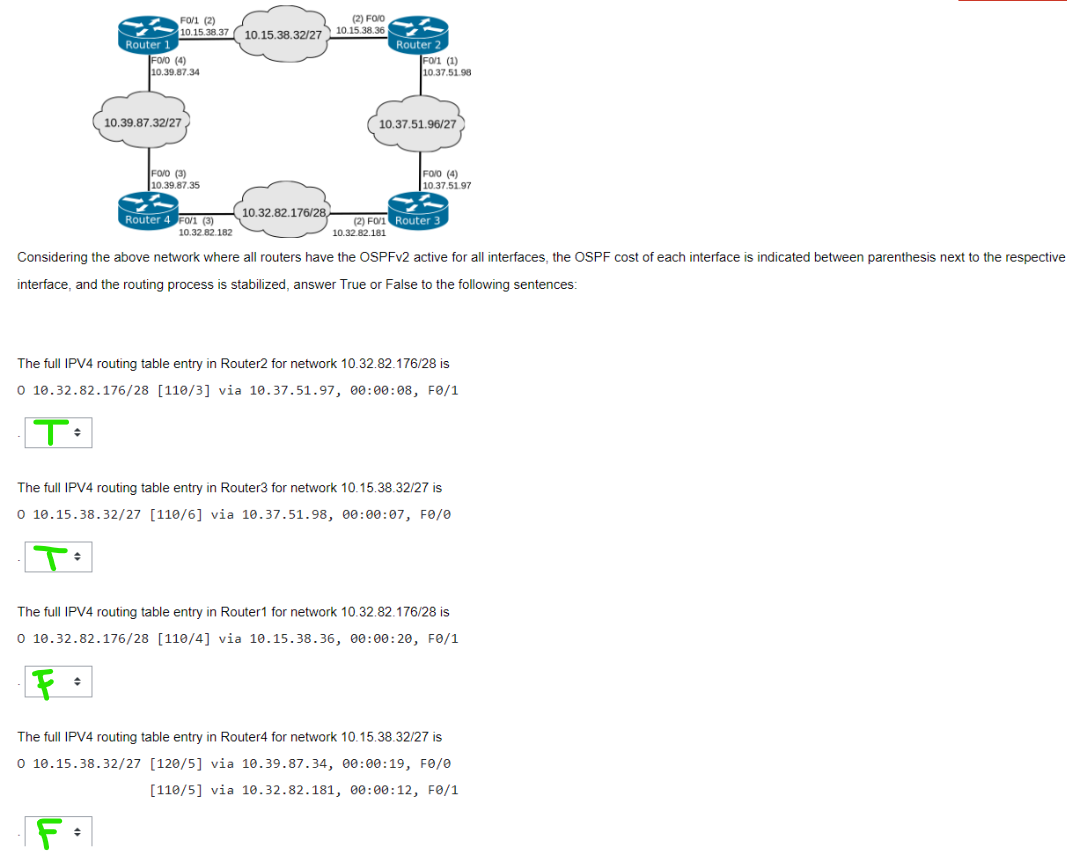 F0/1 (2)
(2) F0/0
10.15.38.37
10.15.38.32/27
10.15.38.36
Router 1
Router 2
F0/0 (4)
10.39.87.34
F0/1 (1)
10.37.51.98
10.39.87.32/27
10.37.51.96/27
F0/0 (3)
10.39.87.35
F0/0 (4)
10.37.51.97
10.32.82.176/28
Router 4
F0/1 (3)
(2) F0/1
Router 3
10.32.82.182
10.32.82.181
Considering the above network where all routers have the OSPFv2 active for all interfaces, the OSPF cost of each interface is indicated between parenthesis next to the respective
interface, and the routing process is stabilized, answer True or False to the following sentences:
The full IPV4 routing table entry in Router2 for network 10.32.82.176/28 is
O 10.32.82.176/28 [110/3] via 10.37.51.97, 00:00:08, F0/1
T
The full IPV4 routing table entry in Router3 for network 10.15.38.32/27 is
O 10.15.38.32/27 [110/6] via 10.37.51.98, 00:00:07, F0/0
T
The full IPV4 routing table entry in Router1 for network 10.32.82.176/28 is
O 10.32.82.176/28 [110/4] via 10.15.38.36, 00:00:20, F0/1
F
The full IPV4 routing table entry in Router4 for network 10.15.38.32/27 is
O 10.15.38.32/27 [120/5] via 10.39.87.34, 00:00:19, F0/0
[110/5] via 10.32.82.181, 00:00:12, F0/1
F